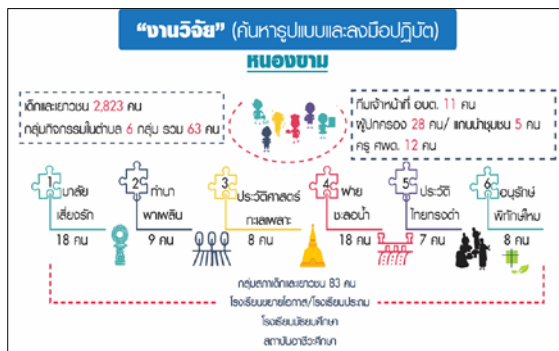 “งานวิจัย” (ค้นหารูปแบบและลงมือปฏิบัติ)
หนองขาม
เด็กและเยาวชน 2,823 คน
กลุ่มกิจกรรมในตำบล 6 กลุ่ม รวม 63 คน
ทีมเจ้าหน้าที่ อบต. 11 คน
ผู้ปกครอง 28 คน/ แกนนำชุมชน 5 คน
ครู ศพด. 12 คน
1 มาลัย
เสี่ยงรัก
18 คน
2 ทำนา
พาเพลิน
9 คน
3 ประวัติศาสตร์
ทะเลเพลาะ
8 คน
4 ฝาย
ชะลอน้ำ
18 คน
5 ประวัติ
ไทยทรงดำ
7 คน
6 อนุรักษ์
พิทักษ์ไหม
8 คน
กลุ่มสภาเด็กและเยาวชน 83 คน
โรงเรียนขยายโอกาส/โรงเรียนประถม
โรงเรียนมัธยมศึกษา
สถาบันอาชีวะศึกษา